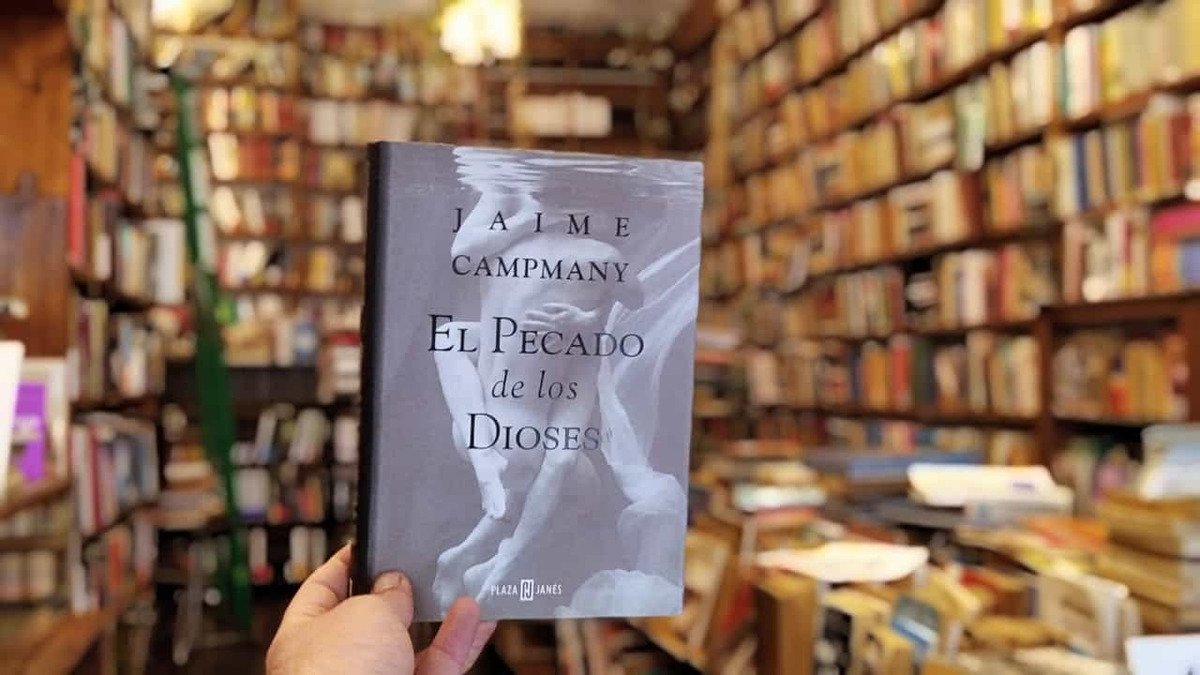 JAIME
CAMPMANY
EL PECADO
de los
DIOSES
PLAZA JANÉS